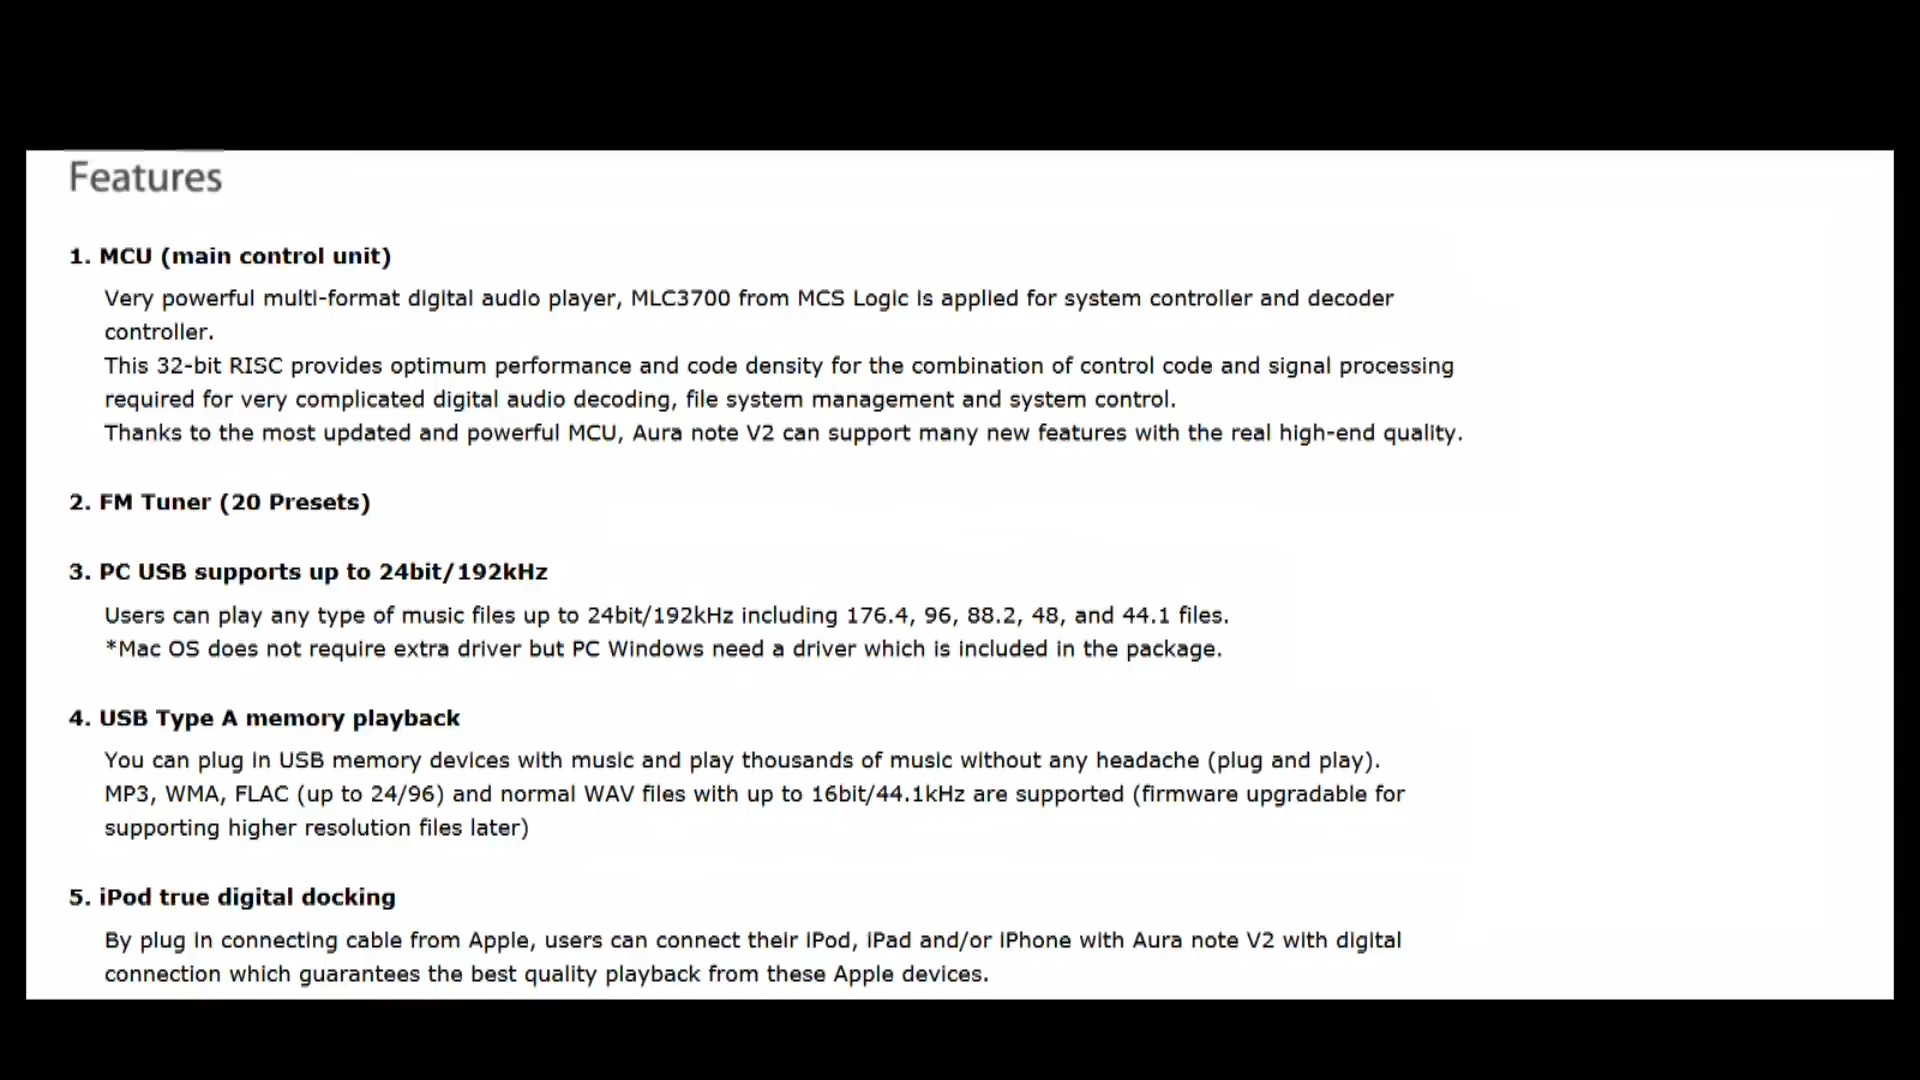 Features
1. MCU (main control unit)
Very powerful multi-format digital audio player, MLC3700 from MCS Logic is applied for system controller and decoder
controller.
This 32-bit RISC provides optimum performance and code density for the combination of control code and signal processing
required for very complicated digital audio decoding, file system management and system control.
Thanks to the most updated and powerful MCU, Aura note V2 can support many new features with the real high-end quality.
2. FM Tuner (20 Presets)
3. PC USB supports up to 24bit/192kHz
Users can play any type of music files up to 24bit/192kHz including 176.4, 96, 88.2, 48, and 44.1 files.
*Mac OS does not require extra driver but PC Windows need a driver which is included in the package.
4. USB Type A memory playback
You can plug in USB memory devices with music and play thousands of music without any headache (plug and play).
MP3, WMA, FLAC (up to 24/96) and normal WAV files with up to 16bit/44.1kHz are supported (firmware upgradable for
supporting higher resolution files later)
5. iPod true digital docking
By plug in connecting cable from Apple, users can connect their iPod, iPad and/or iPhone with Aura note V2 with digital
connection which guarantees the best quality playback from these Apple devices.